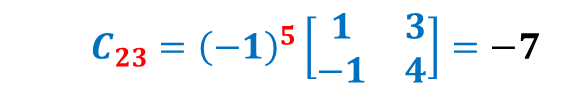 C₂₃ = (−1)⁵ [1 3
−1 4] = −7